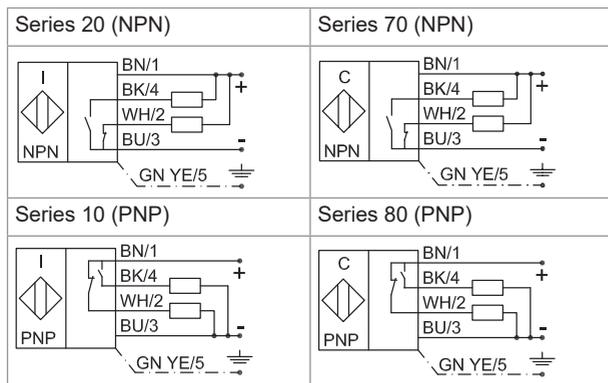 Series 20 (NPN)
I
NPN
BN/1
BK/4
WH/2
BU/3
+
-
GN YE/5
Series 70 (NPN)
C
NPN
BN/1
BK/4
WH/2
BU/3
+
-
GN YE/5
Series 10 (PNP)
I
PNP
BN/1
BK/4
WH/2
BU/3
+
-
GN YE/5
Series 80 (PNP)
C
PNP
BN/1
BK/4
WH/2
BU/3
+
-
GN YE/5